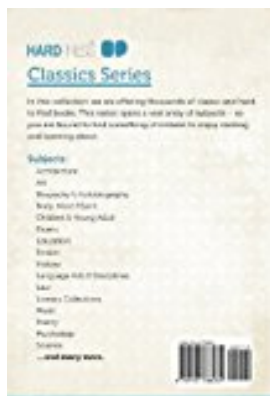 HARD PRESS
Classics Series
In this collection we are offering thousands of classic and hard
to find books. This series spans a vast array of subjects – so
you are bound to find something of interest to enjoy reading
and learning about.
Subjects:
Architecture
Art
Biography & Autobiography
Body, Mind & Spirit
Children & Young Adult
Drama
Education
Fiction
History
Language Arts & Disciplines
Law
Literary Collections
Music
Poetry
Psychology
Science
...and many more.